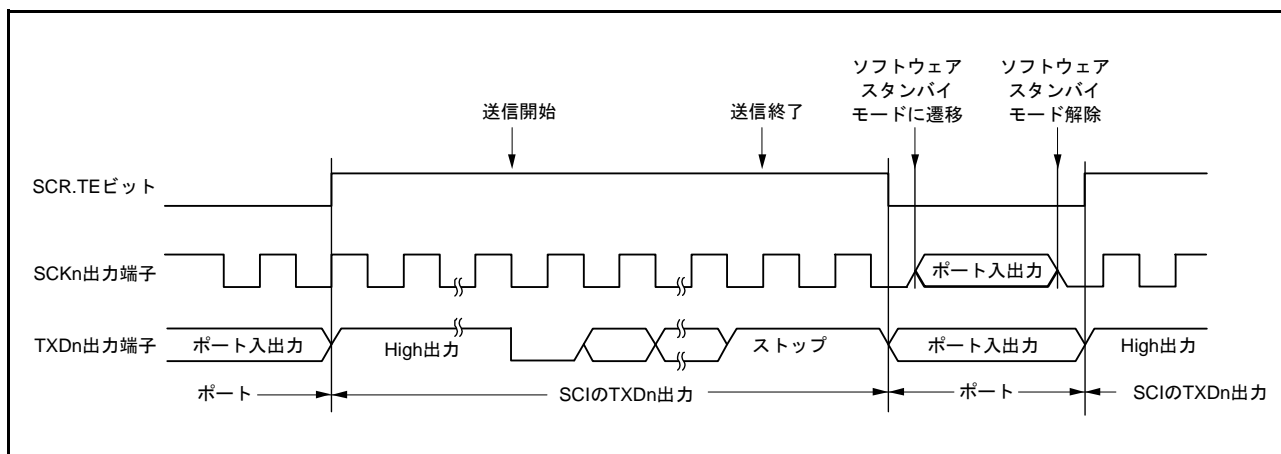 ソフトウェア
スタンバイ
モードに遷移
ソフトウェア
スタンバイ
モード解除
送信開始
送信終了
SCR.TEビット
SCKn出力端子
ポート入出力
TXDn出力端子
ポート入出力
High出力
ストップ
ポート入出力
High出力
ポート
SCIのTXDn出力
ポート
SCIのTXDn出力